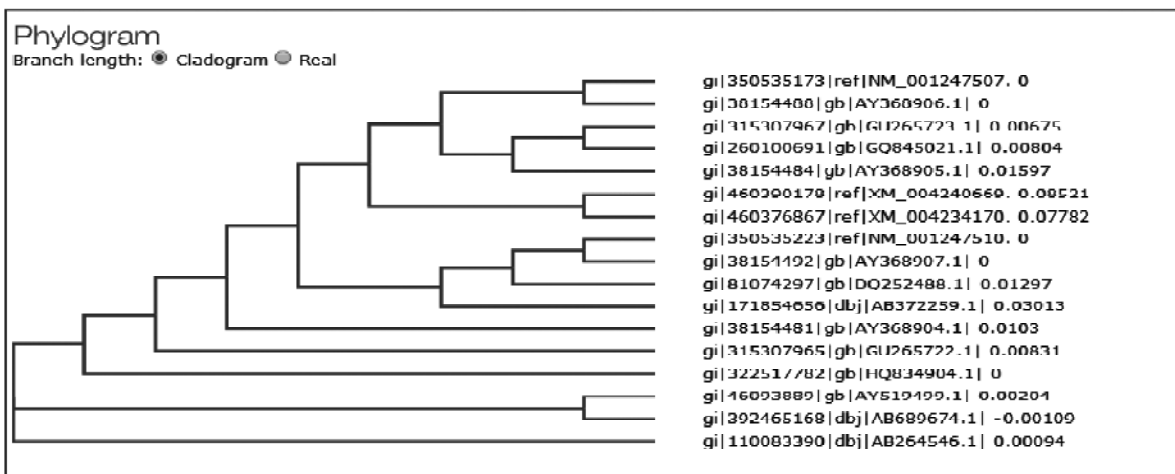 Phylogram
Branch length: Cladogram Real
gi|350535173|ref|NM_001247507. 0
gi|38154488|gb|AY368906.1| 0
gi|315307967|gb|GU265723.1| 0.00675
gi|260100691|gb|GQ845021.1| 0.00804
gi|38154484|gb|AY368905.1| 0.01597
gi|460390179|ref|XM_004240669. 0.08521
gi|460376867|ref|XM_004234170. 0.07782
gi|350535223|ref|NM_001247510. 0
gi|38154492|gb|AY368907.1| 0
gi|81074297|gb|DQ252488.1| 0.01297
gi|171854656|dbj|AB372259.1| 0.03013
gi|38154481|gb|AY368904.1| 0.0103
gi|315307965|gb|GU265722.1| 0.00831
gi|322517782|gb|HQ834904.1| 0
gi|46093889|gb|AY519499.1| 0.00204
gi|392465168|dbj|AB689674.1| -0.00109
gi|110083390|dbj|AB264546.1| 0.00094